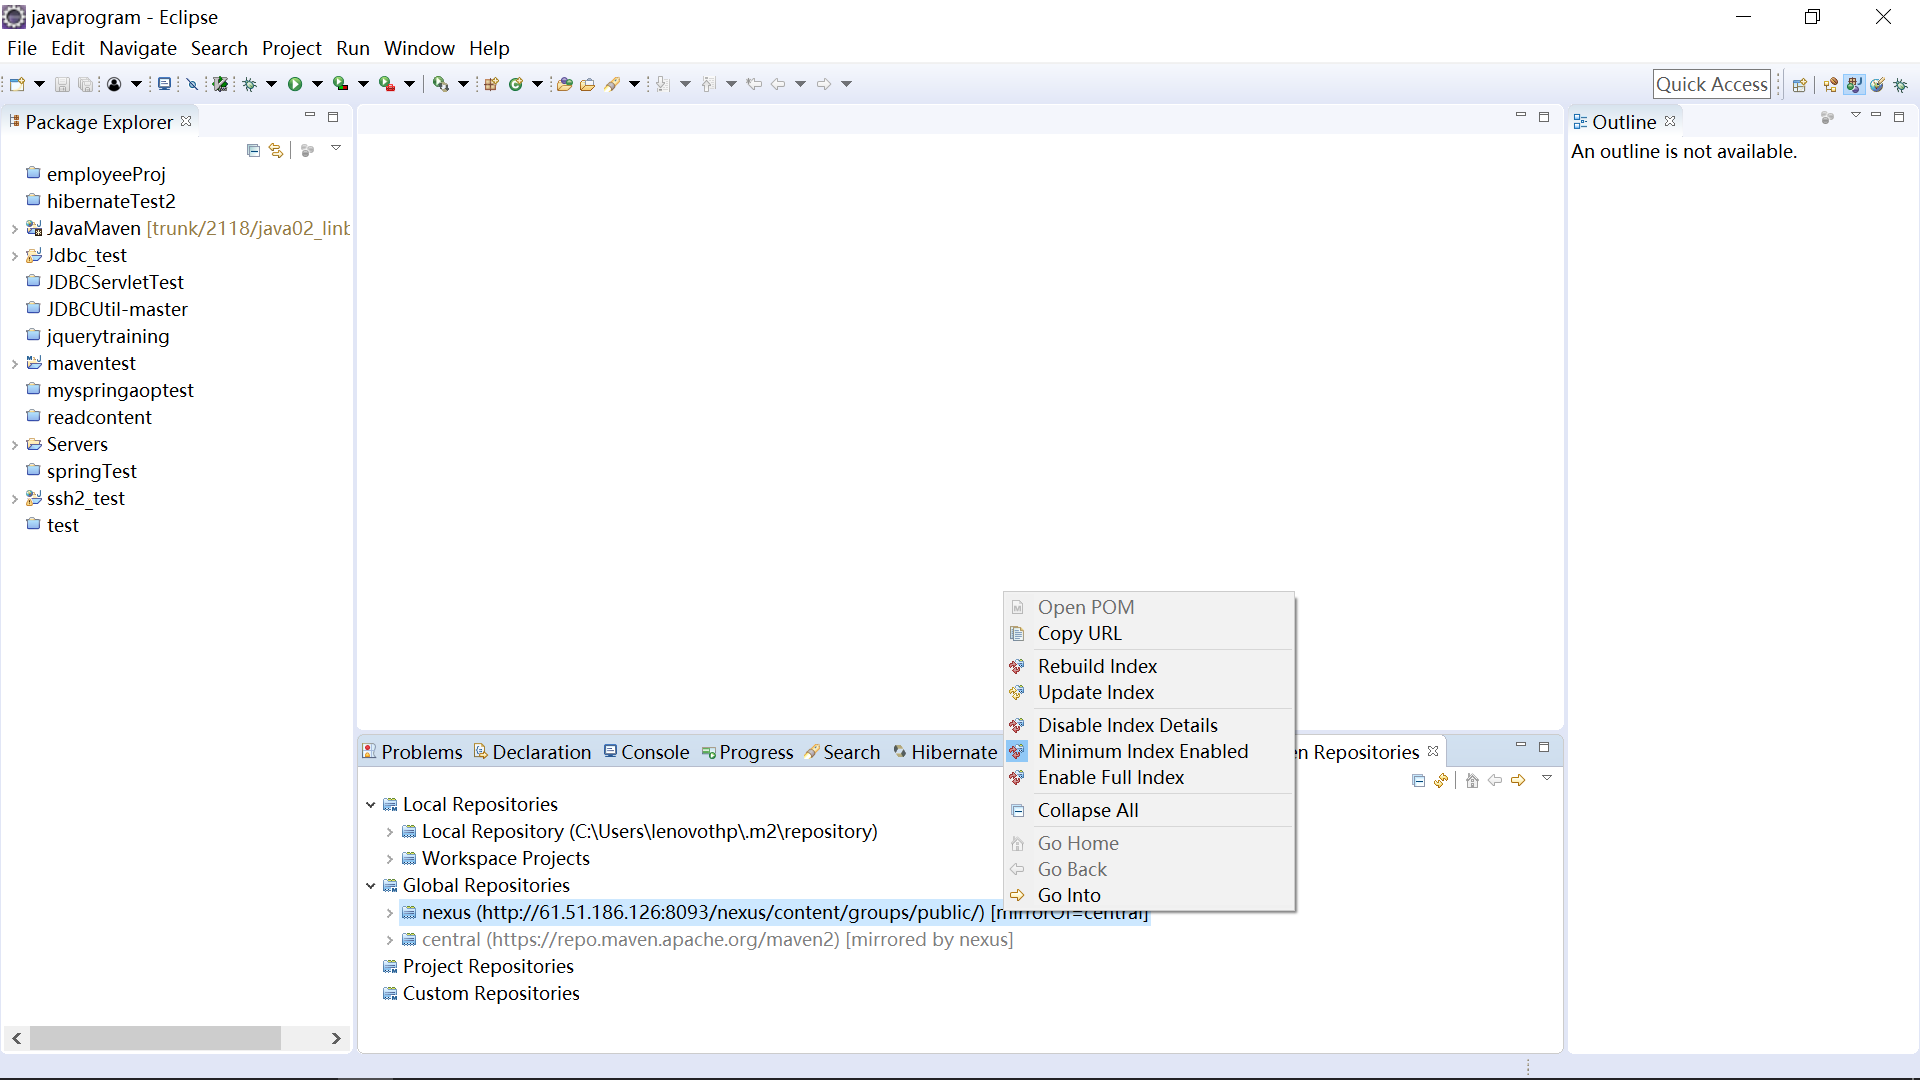 javaprogram - Eclipse
File Edit Navigate Search Project Run Window Help
Quick Access
Package Explorer
employeeProj
hibernateTest2
JavaMaven [trunk/2118/java02_linb
Jdbc_test
JDBCServletTest
JDBCUtil-master
jquerytraining
maventest
myspringaoptest
readcontent
Servers
springTest
ssh2_test
test
Outline
An outline is not available.
Open POM
Copy URL
Rebuild Index
Update Index
Disable Index Details
Minimum Index Enabled
Enable Full Index
Collapse All
Go Home
Go Back
Go Into
Problems Declaration Console Progress Search Hibernate en Repositories
Local Repositories
Local Repository (C:\Users\lenovothp\.m2\repository)
Workspace Projects
Global Repositories
nexus (http://61.51.186.126:8093/nexus/content/groups/public/) [mirrorOf=central]
central (https://repo.maven.apache.org/maven2) [mirrored by nexus]
Project Repositories
Custom Repositories